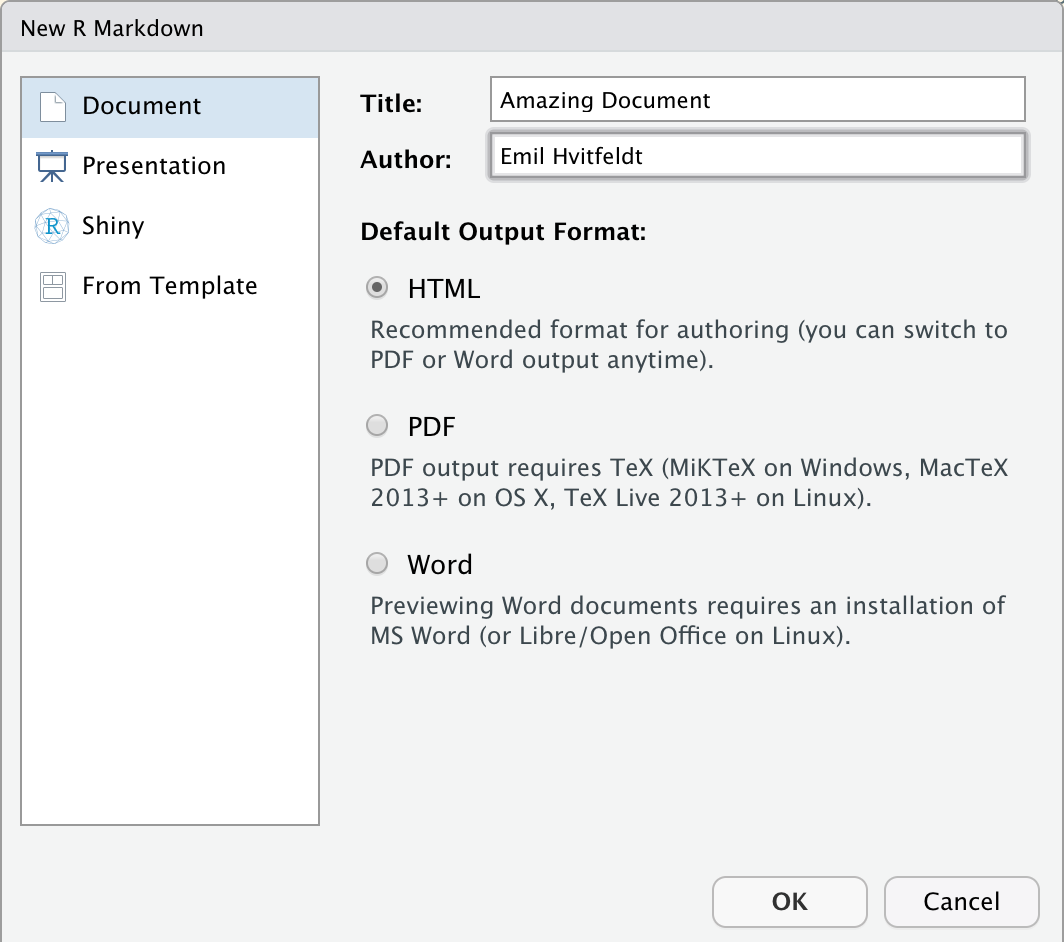 New R Markdown
Document
Presentation
R Shiny
From Template
Title: Amazing Document
Author: Emil Hvitfeldt
Default Output Format:
HTML
Recommended format for authoring (you can switch to
PDF or Word output anytime).
PDF
PDF output requires TeX (MiKTeX on Windows, MacTeX
2013+ on OS X, TeX Live 2013+ on Linux).
Word
Previewing Word documents requires an installation of
MS Word (or Libre/Open Office on Linux).
OK Cancel